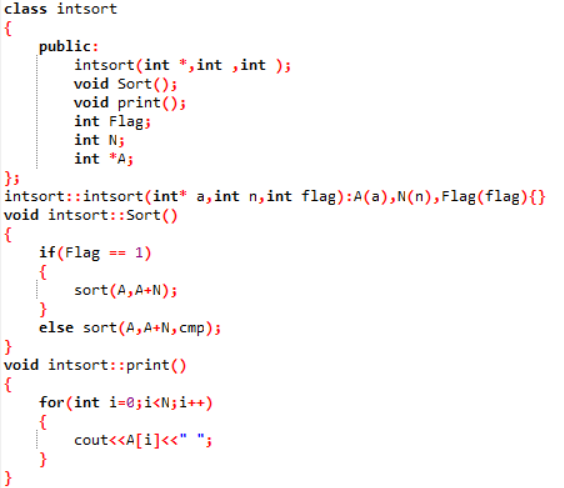 class intsort
{
    public:
        intsort(int *,int ,int );
        void Sort();
        void print();
        int Flag;
        int N;
        int *A;
};
intsort::intsort(int* a,int n,int flag):A(a),N(n),Flag(flag){}
void intsort::Sort()
{
    if(Flag == 1)
    {
        sort(A,A+N);
    }
    else sort(A,A+N,cmp);
}
void intsort::print()
{
    for(int i=0;i<N;i++)
    {
        cout<<A[i]<<" ";
    }
}